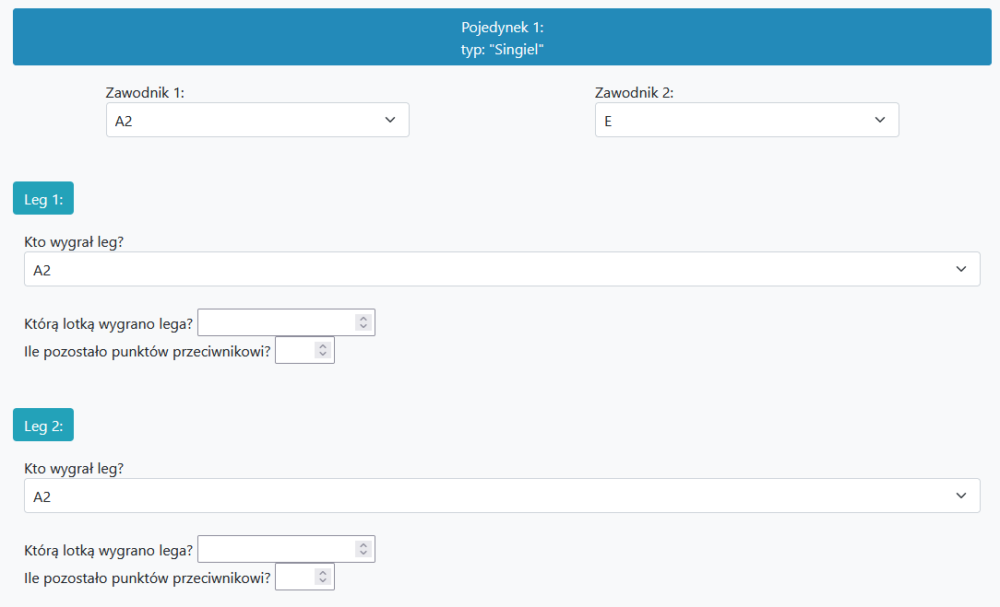 Pojedynek 1:
typ: "Singiel"
Zawodnik 1:
Zawodnik 2:
A2
E
Leg 1:
Kto wygrał leg?
A2
Którą lotką wygrano lega?
Ile pozostało punktów przeciwnikowi?
Leg 2:
Kto wygrał leg?
A2
Którą lotką wygrano lega?
Ile pozostało punktów przeciwnikowi?